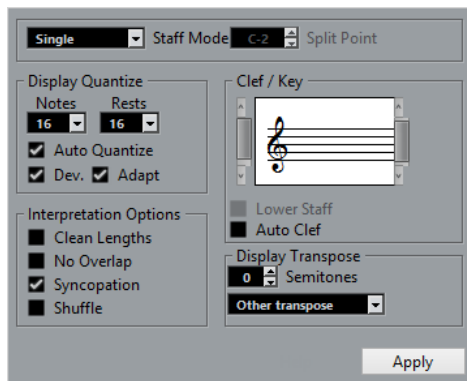 Single Staff Mode C-2 Split Point
Display Quantize
Notes Rests
16 16
Auto Quantize
Dev. Adapt
Interpretation Options
Clean Lengths
No Overlap
Syncopation
Shuffle
Clef / Key
Lower Staff
Auto Clef
Display Transpose
0 Semitones
Other transpose
Apply